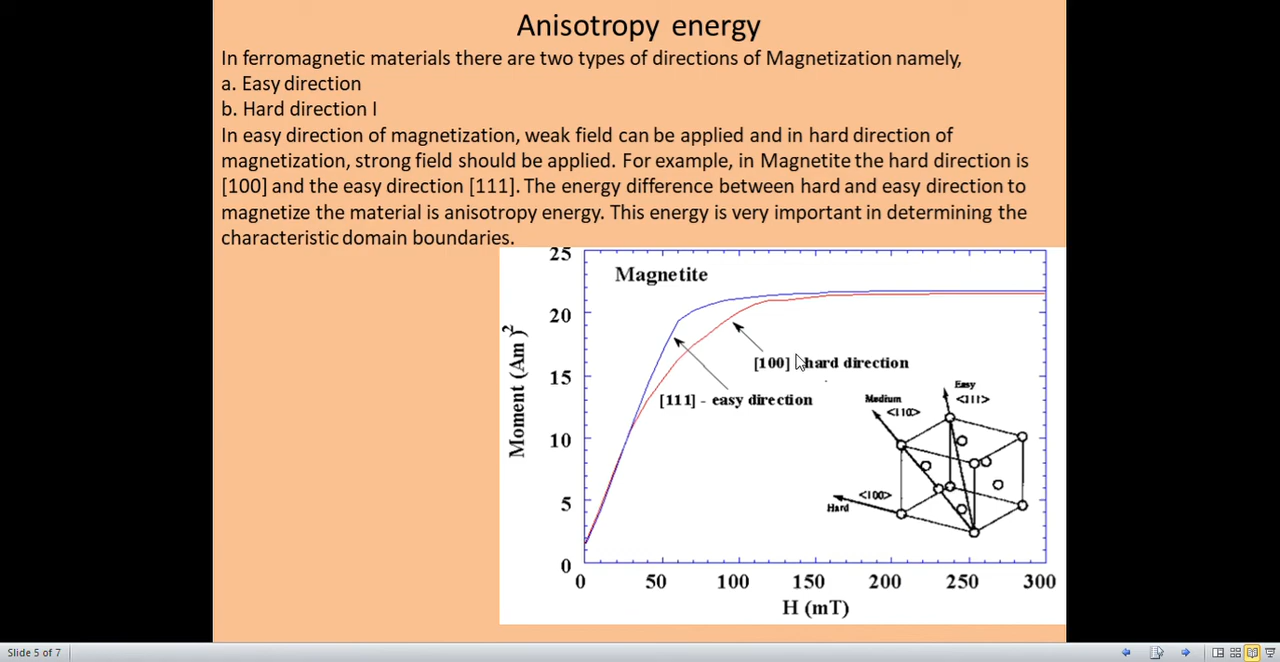 Anisotropy energy
In ferromagnetic materials there are two types of directions of Magnetization namely,
a. Easy direction
b. Hard direction I
In easy direction of magnetization, weak field can be applied and in hard direction of
magnetization, strong field should be applied. For example, in Magnetite the hard direction is
[100] and the easy direction [111]. The energy difference between hard and easy direction to
magnetize the material is anisotropy energy. This energy is very important in determining the
characteristic domain boundaries.
25
Magnetite
20
15
10
5
0
Moment (Am)²
[100] - hard direction
[111] - easy direction
Easy
<111>
Medium
<110>
<100>
Hard
0 50 100 150 200 250 300
H (mT)
Slide 5 of 7